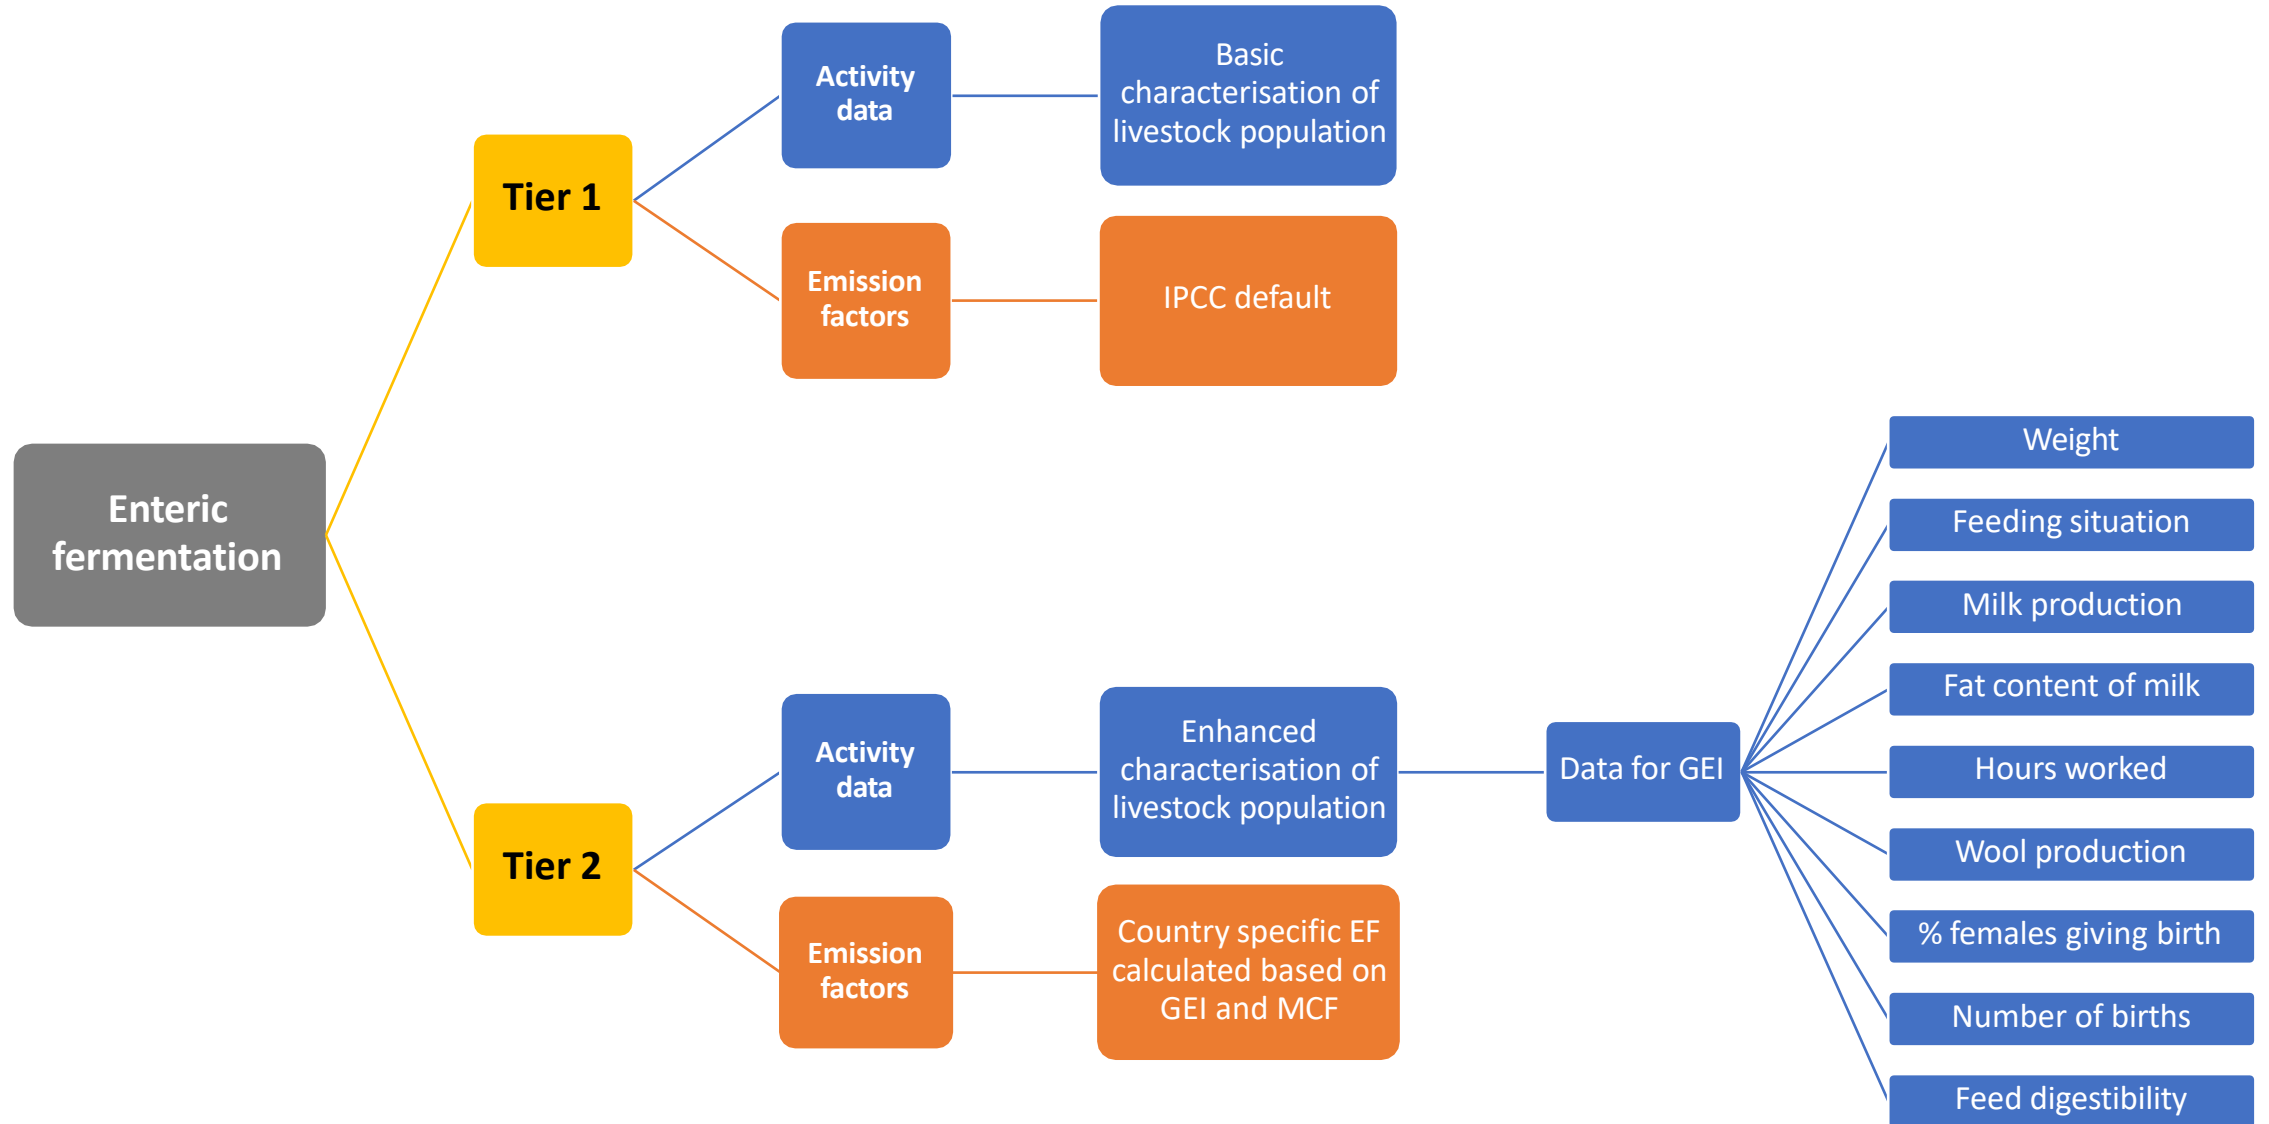 Enteric
fermentation
Tier 1
Activity
data
Basic
characterisation of
livestock population
Emission
factors
IPCC default
Tier 2
Activity
data
Enhanced
characterisation of
livestock population
Data for GEI
Weight
Feeding situation
Milk production
Fat content of milk
Hours worked
Wool production
% females giving birth
Number of births
Feed digestibility
Emission
factors
Country specific EF
calculated based on
GEI and MCF